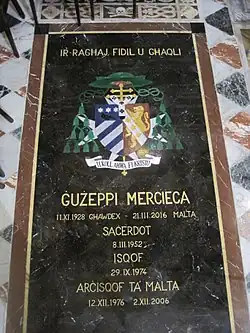 IR-RAGĦAJ, FIDIL U GĦAQLI
ĠUŻEPPI MERCIECA
11.XI.1928 GĦAWDEX - 21.III.2016 MALTA
SAĊERDOT
8.III.1952
ISQOF
29.IX.1974
ARĊISQOF TA' MALTA
12.XII.1976 2.XII.2006